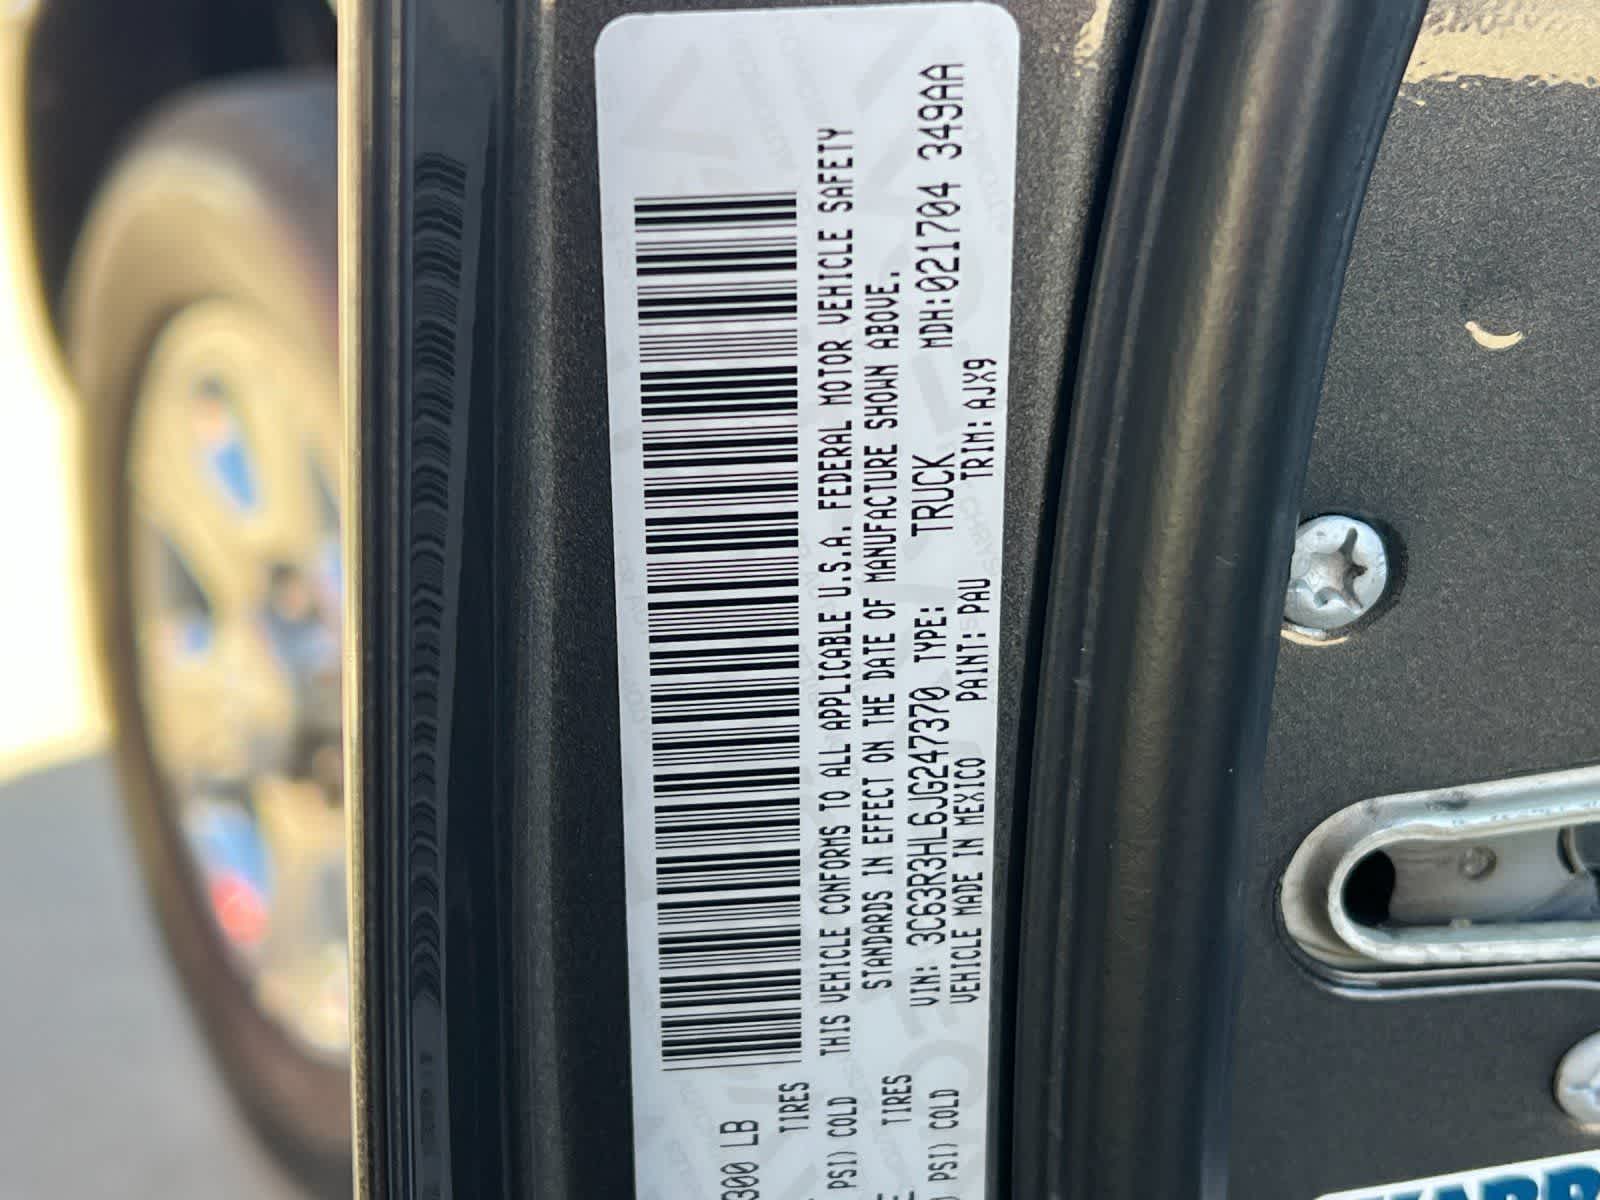 300 LB
TIRES
PSI) COLD
TIRES
PSI) COLD
THIS VEHICLE CONFORMS TO ALL APPLICABLE U.S.A. FEDERAL MOTOR VEHICLE SAFETY
STANDARDS IN EFFECT ON THE DATE OF MANUFACTURE SHOWN ABOVE.
VIN: 3C63R3HL6JG247370 TYPE: TRUCK MDH:021704 349AA
VEHICLE MADE IN MEXICO PAINT: PAU TRIM: AJX9